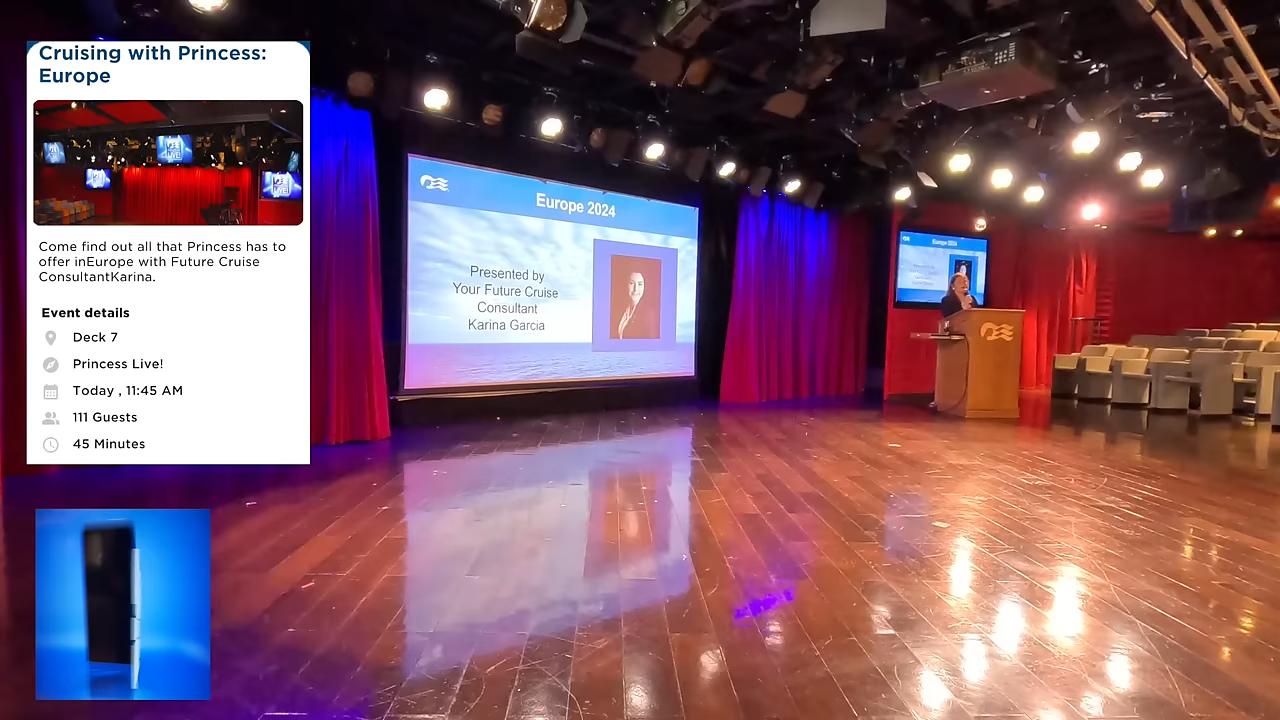 Cruising with Princess:
Europe
Come find out all that Princess has to
offer inEurope with Future Cruise
ConsultantKarina.
Event details
Deck 7
Princess Live!
Today , 11:45 AM
111 Guests
45 Minutes
Europe 2024
Presented by
Your Future Cruise
Consultant
Karina Garcia
Europe 2024